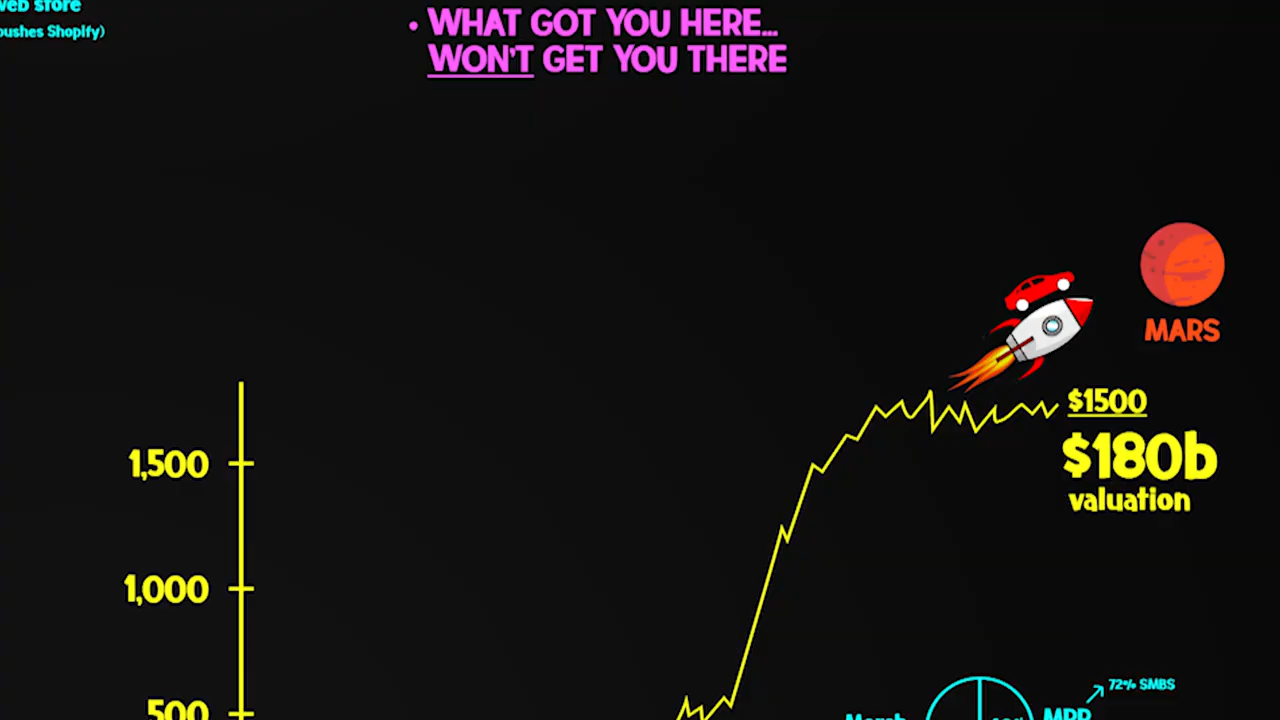 web store
pushes Shopify)
• WHAT GOT YOU HERE...
WON'T GET YOU THERE
MARS
$1500
$180b
valuation
1,500
1,000
500
72% SMBS
MRR